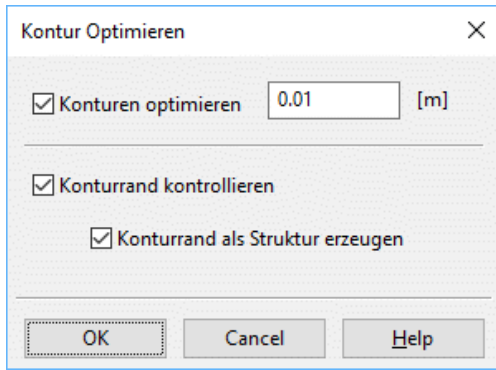 Kontur Optimieren
Konturen optimieren 0.01 [m]
Konturrand kontrollieren
Konturrand als Struktur erzeugen
OK Cancel Help